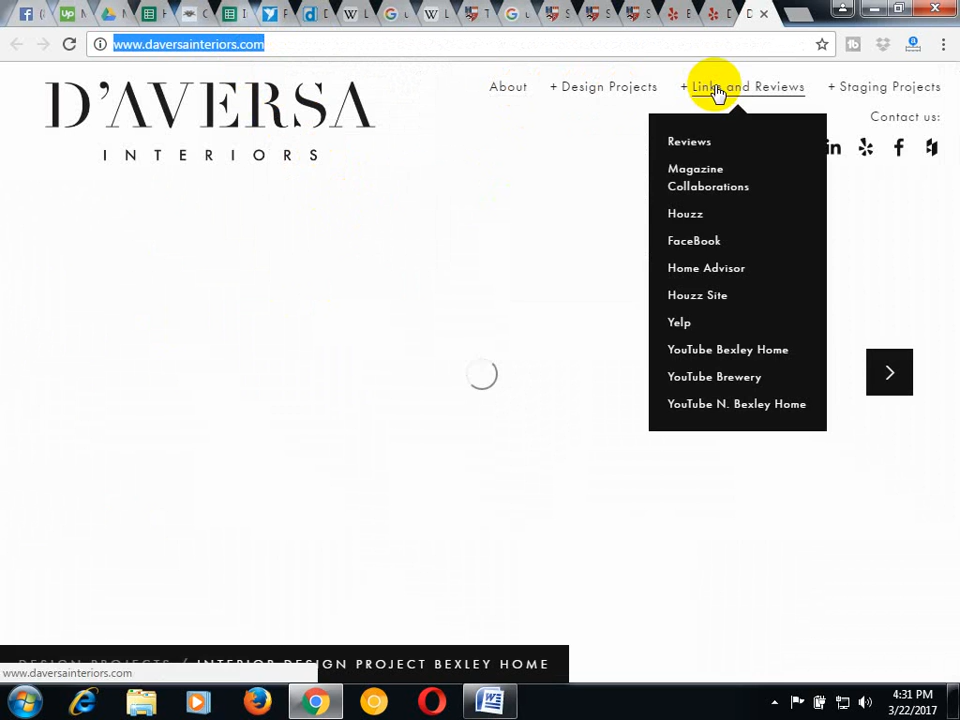 www.daversainteriors.com
D'AVERSA
INTERIORS
About
+ Design Projects
+ Links and Reviews
+ Staging Projects
Contact us:
Reviews
Magazine
Collaborations
Houzz
FaceBook
Home Advisor
Houzz Site
Yelp
YouTube Bexley Home
YouTube Brewery
YouTube N. Bexley Home
DESIGN PROJECTS / INTERIOR DESIGN PROJECT BEXLEY HOME
www.daversainteriors.com
4:31 PM
3/22/2017